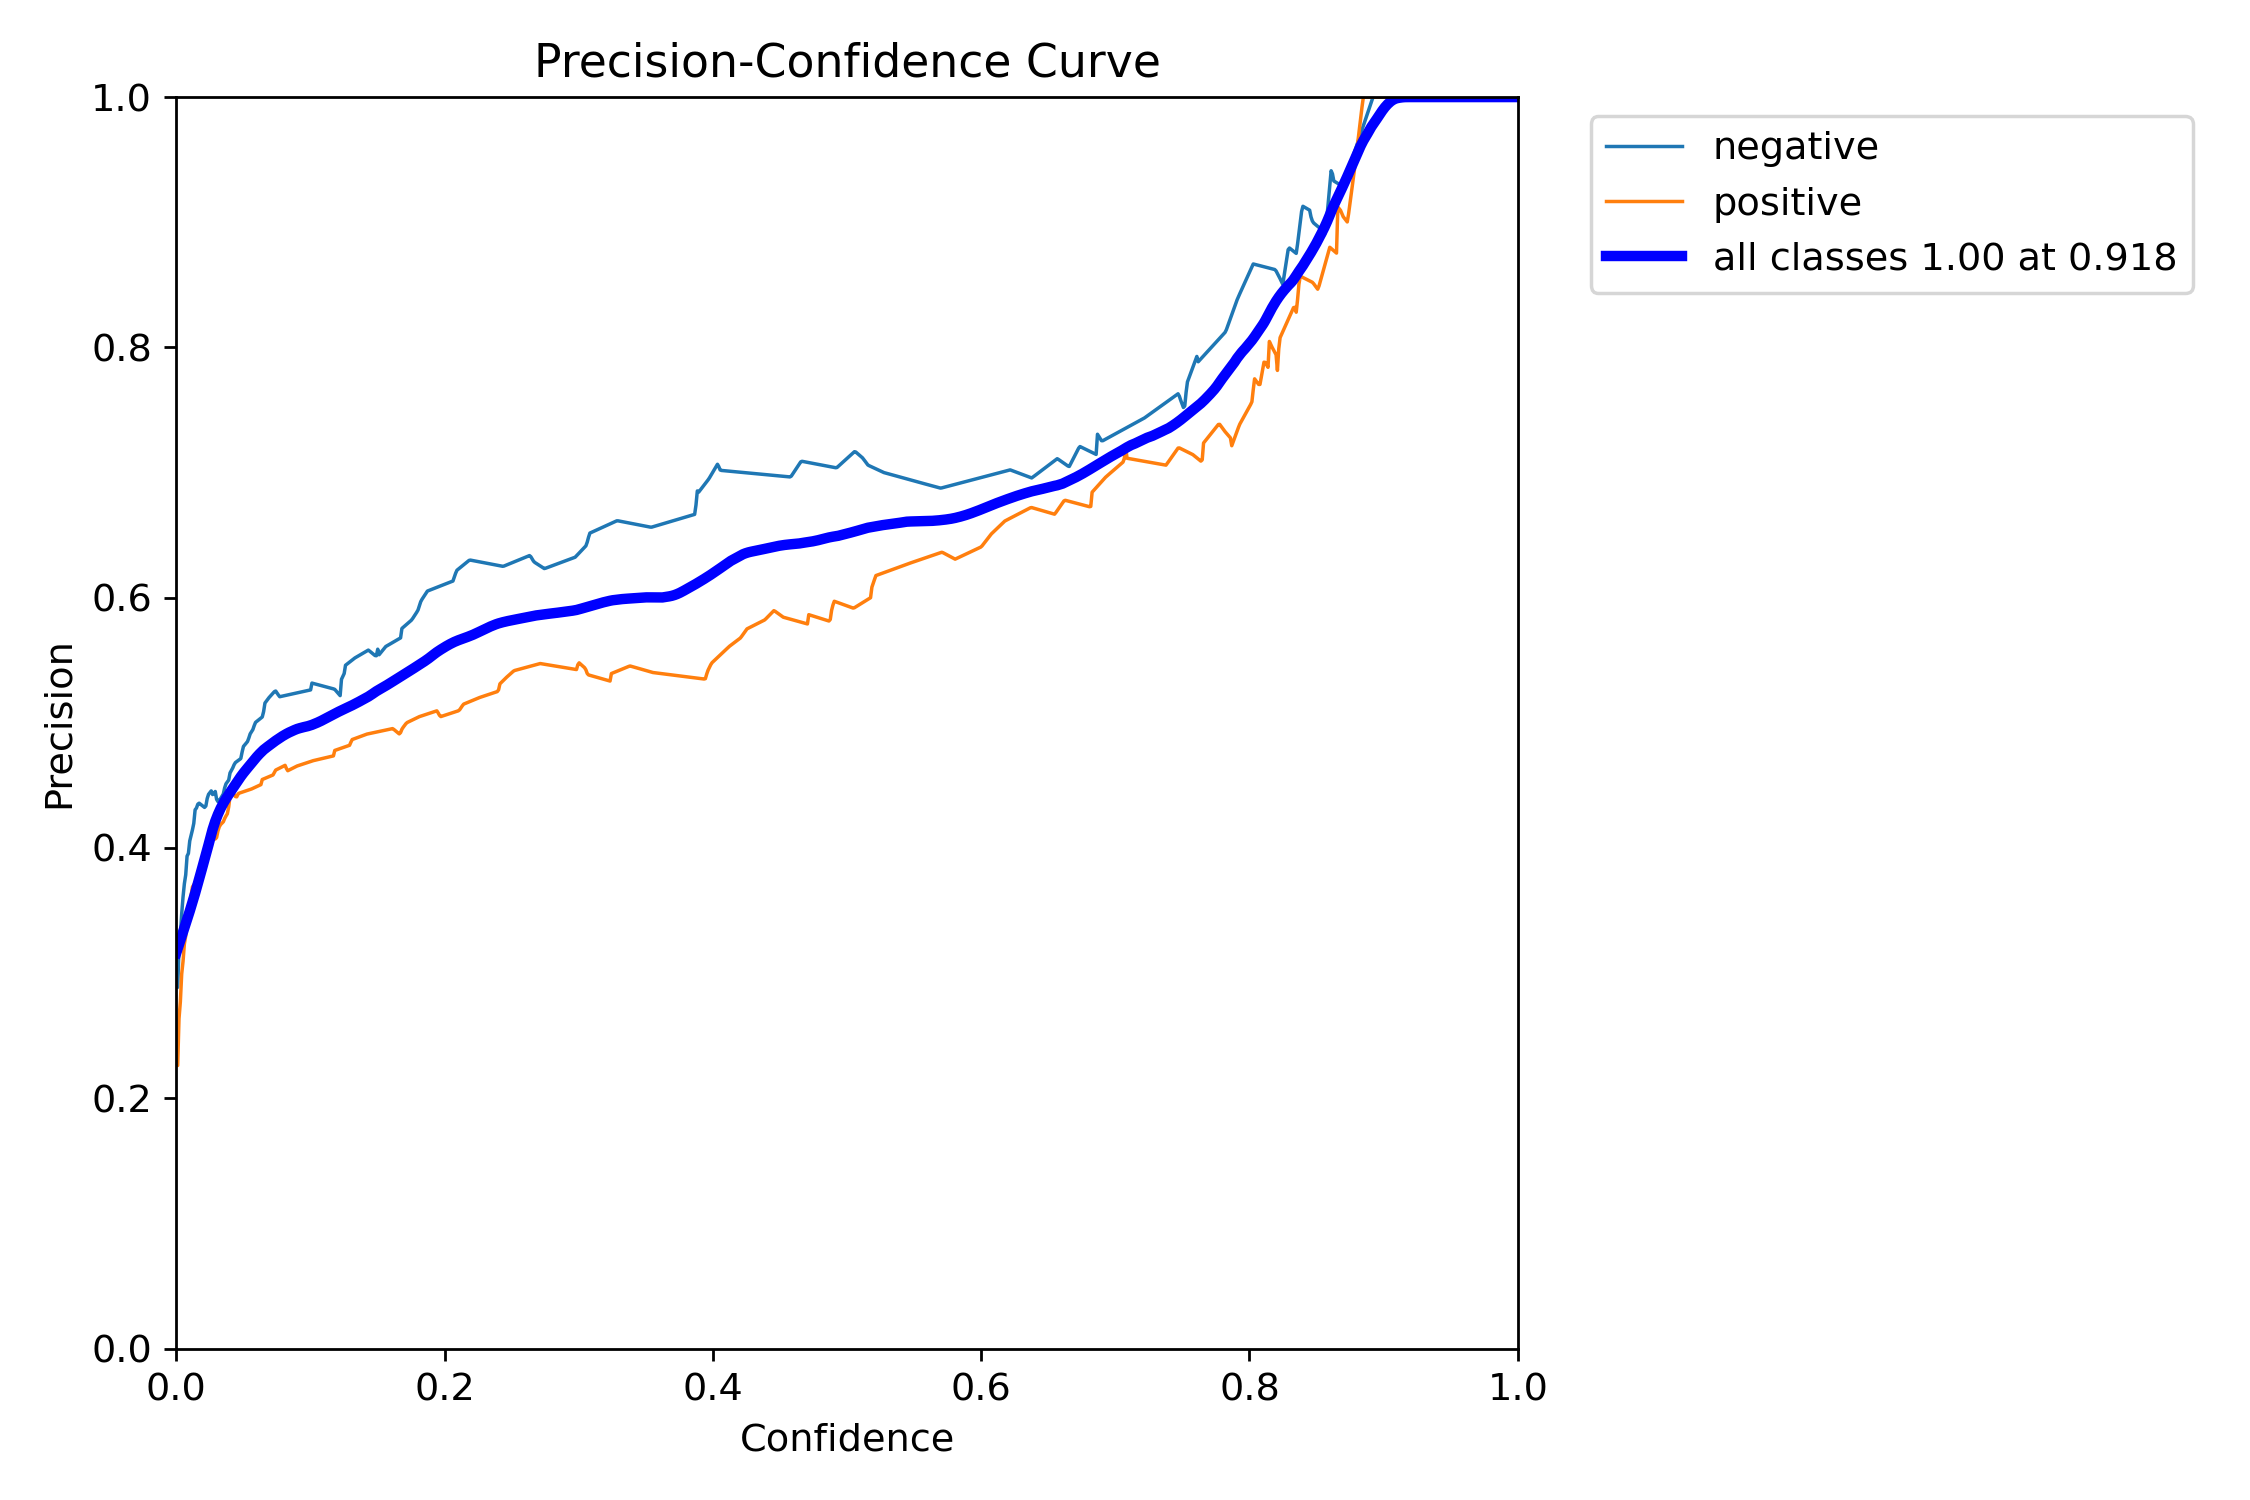 Precision-Confidence Curve
1.0
0.8
0.6
0.4
0.2
0.0
Precision
0.0 0.2 0.4 0.6 0.8 1.0
Confidence
negative
positive
all classes 1.00 at 0.918